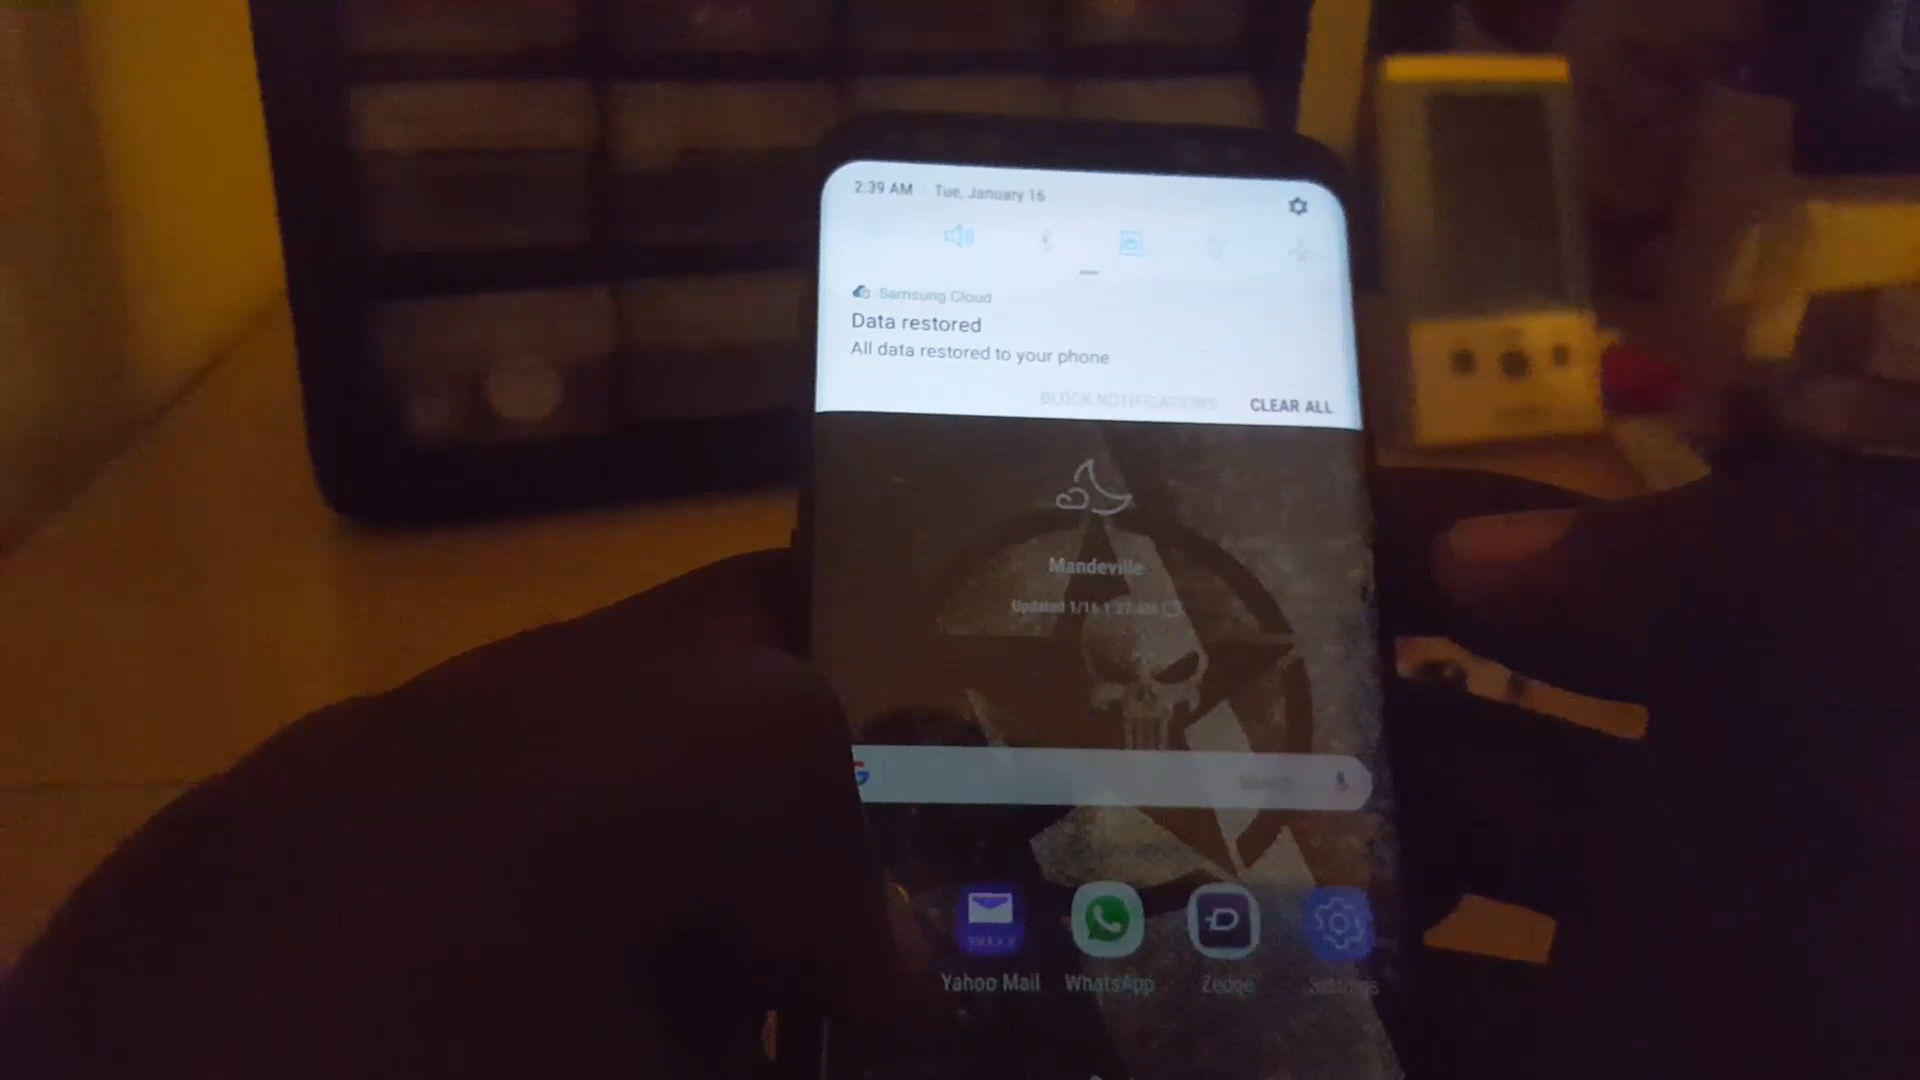 2:39 AM Tue, January 16
Samsung Cloud
Data restored
All data restored to your phone
BLOCK NOTIFICATIONS CLEAR ALL
Mandeville
Updated 1/16 1:27 AM
Search
Yahoo Mail WhatsApp Zedge Settings